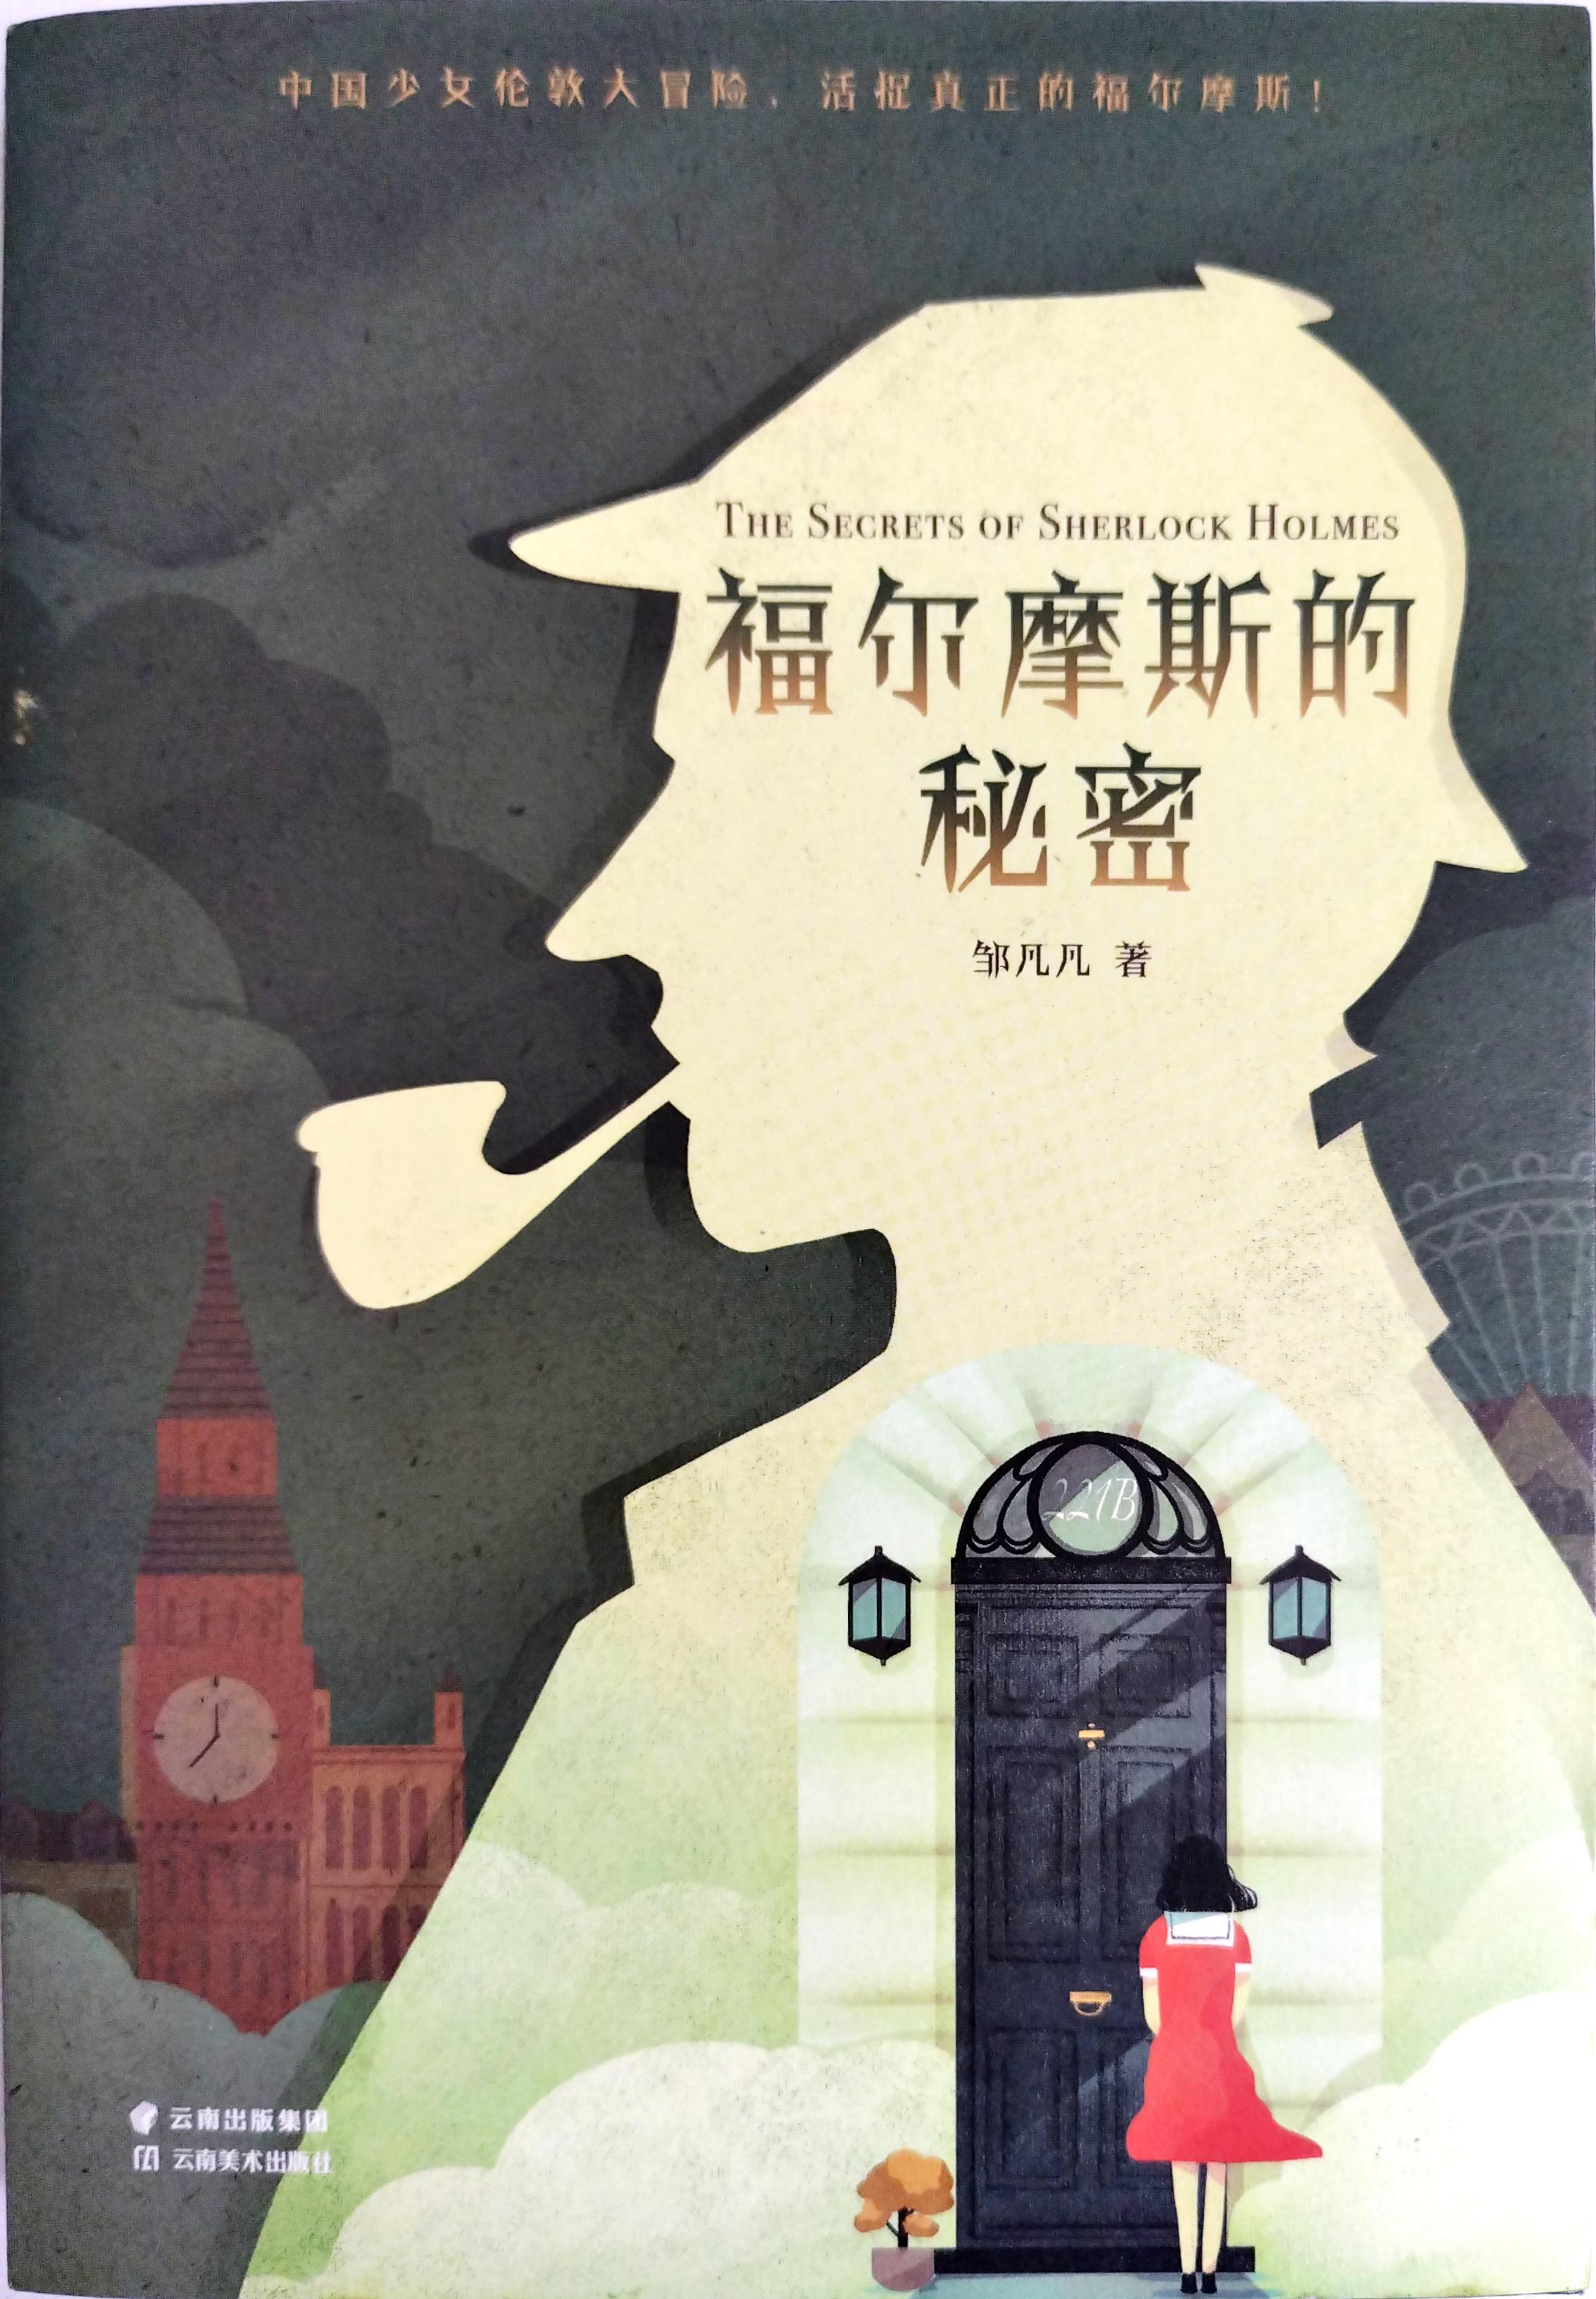 中国少女伦敦大冒险，活捉真正的福尔摩斯！
THE SECRETS OF SHERLOCK HOLMES
福尔摩斯的
秘密
邹凡凡 著
221B
云南出版集团
云南美术出版社